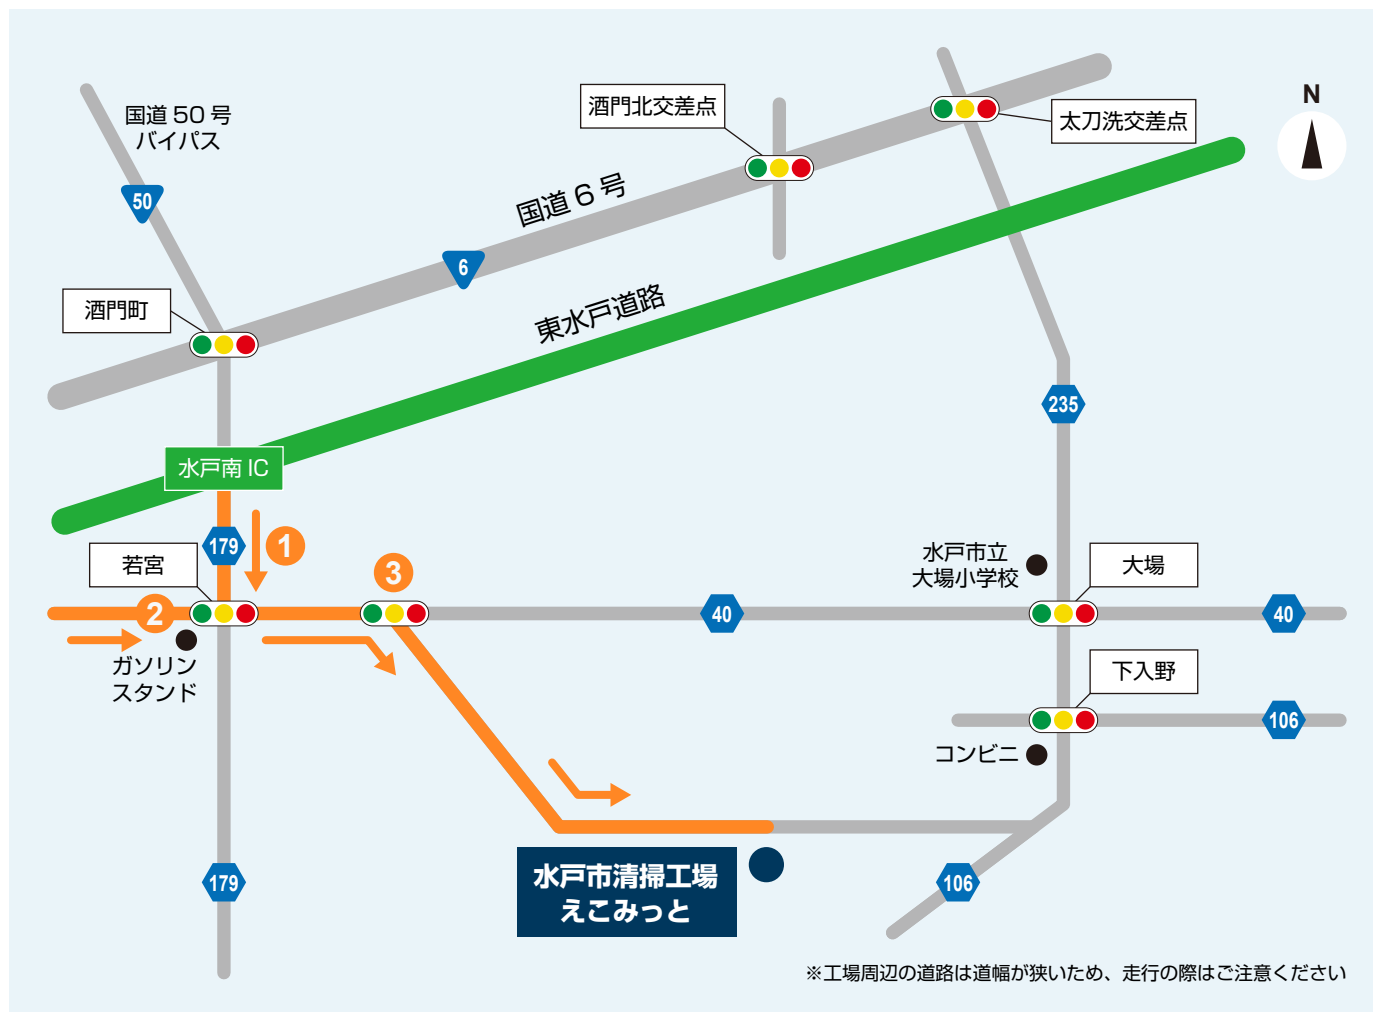 国道50号
バイパス
50
酒門北交差点
太刀洗交差点
N
国道6号
6
酒門町
東水戸道路
235
水戸南IC
179
1
若宮
3
2
ガソリン
スタンド
40
水戸市立
大場小学校
大場
40
下入野
106
コンビニ
179
水戸市清掃工場
えこみっと
106
※工場周辺の道路は道幅が狭いため、走行の際はご注意ください